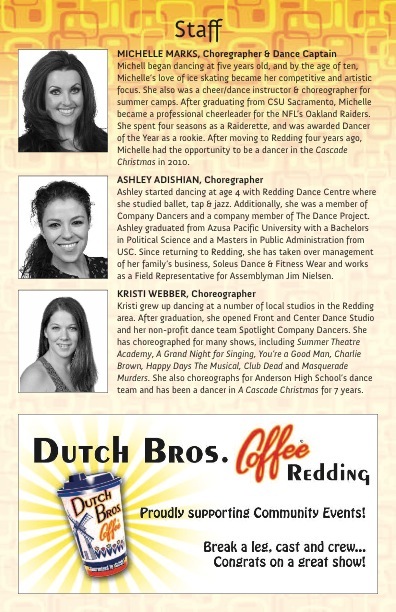 Staff
MICHELLE MARKS, Choregrapher & Dance Captain
Michell began dancing at five years old, and by the age of ten,
Michelle's love of ice skating became her competitive and artistic
focus. She also was a cheer/dance instructor & choreographer for
summer camps. After graduating from CSU Sacramento, Michelle
became a professional cheerleader for the NFL's Oakland Raiders.
She spent four seasons as a Raiderette, and was awarded Dancer
of the Year as a rookie. After moving to Redding four years ago,
Michelle had the opportunity to be a dancer in the Cascade
Christmas in 2010.
ASHLEY ADISHIAN, Choregrapher
Ashley started dancing at age 4 with Redding Dance Centre where
she studied ballet, tap & jazz. Additionally, she was a member of
Company Dancers and a company member of The Dance Project.
Ashley graduated from Azusa Pacific University with a Bachelors
in Political Science and a Masters in Public Administration from
USC. Since returning to Redding, she has taken over management
of her family's business, Soleus Dance & Fitness Wear and works
as a Field Representative for Assemblyman Jim Nielsen.
KRISTI WEBBER, Choreographer
Kristi grew up dancing at a number of local studios in the Redding
area. After graduation, she opened Front and Center Dance Studio
and her non-profit dance team Spotlight Company Dancers. She
has choreographed for many shows, including Summer Theatre
Academy, A Grand Night for Singing, You're a Good Man, Charlie
Brown, Happy Days The Musical, Club Dead and Masquerade
Murders. She also choreographs for Anderson High School's dance
team and has been a dancer in A Cascade Christmas for 7 years.
DUTCH BROS. Coffee
REDDING
DUTCH
BROS.
Coffee
Proudly supporting Community Events!
Break a leg, cast and crew...
Congrats on a great show!